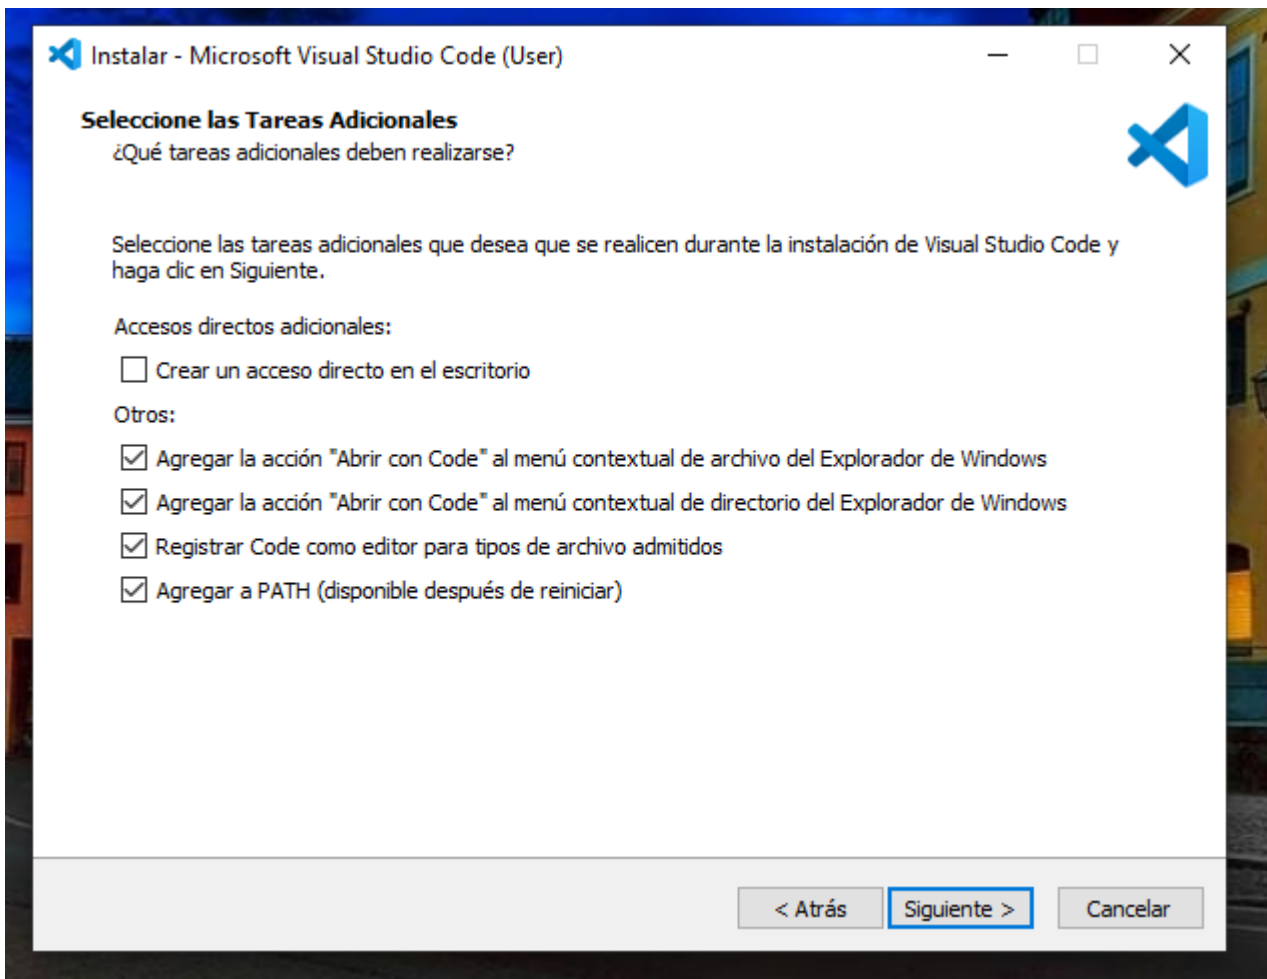 Instalar - Microsoft Visual Studio Code (User)
Seleccione las Tareas Adicionales
¿Qué tareas adicionales deben realizarse?
Seleccione las tareas adicionales que desea que se realicen durante la instalación de Visual Studio Code y
haga clic en Siguiente.
Accesos directos adicionales:
Crear un acceso directo en el escritorio
Otros:
Agregar la acción "Abrir con Code" al menú contextual de archivo del Explorador de Windows
Agregar la acción "Abrir con Code" al menú contextual de directorio del Explorador de Windows
Registrar Code como editor para tipos de archivo admitidos
Agregar a PATH (disponible después de reiniciar)
< Atrás
Siguiente >
Cancelar